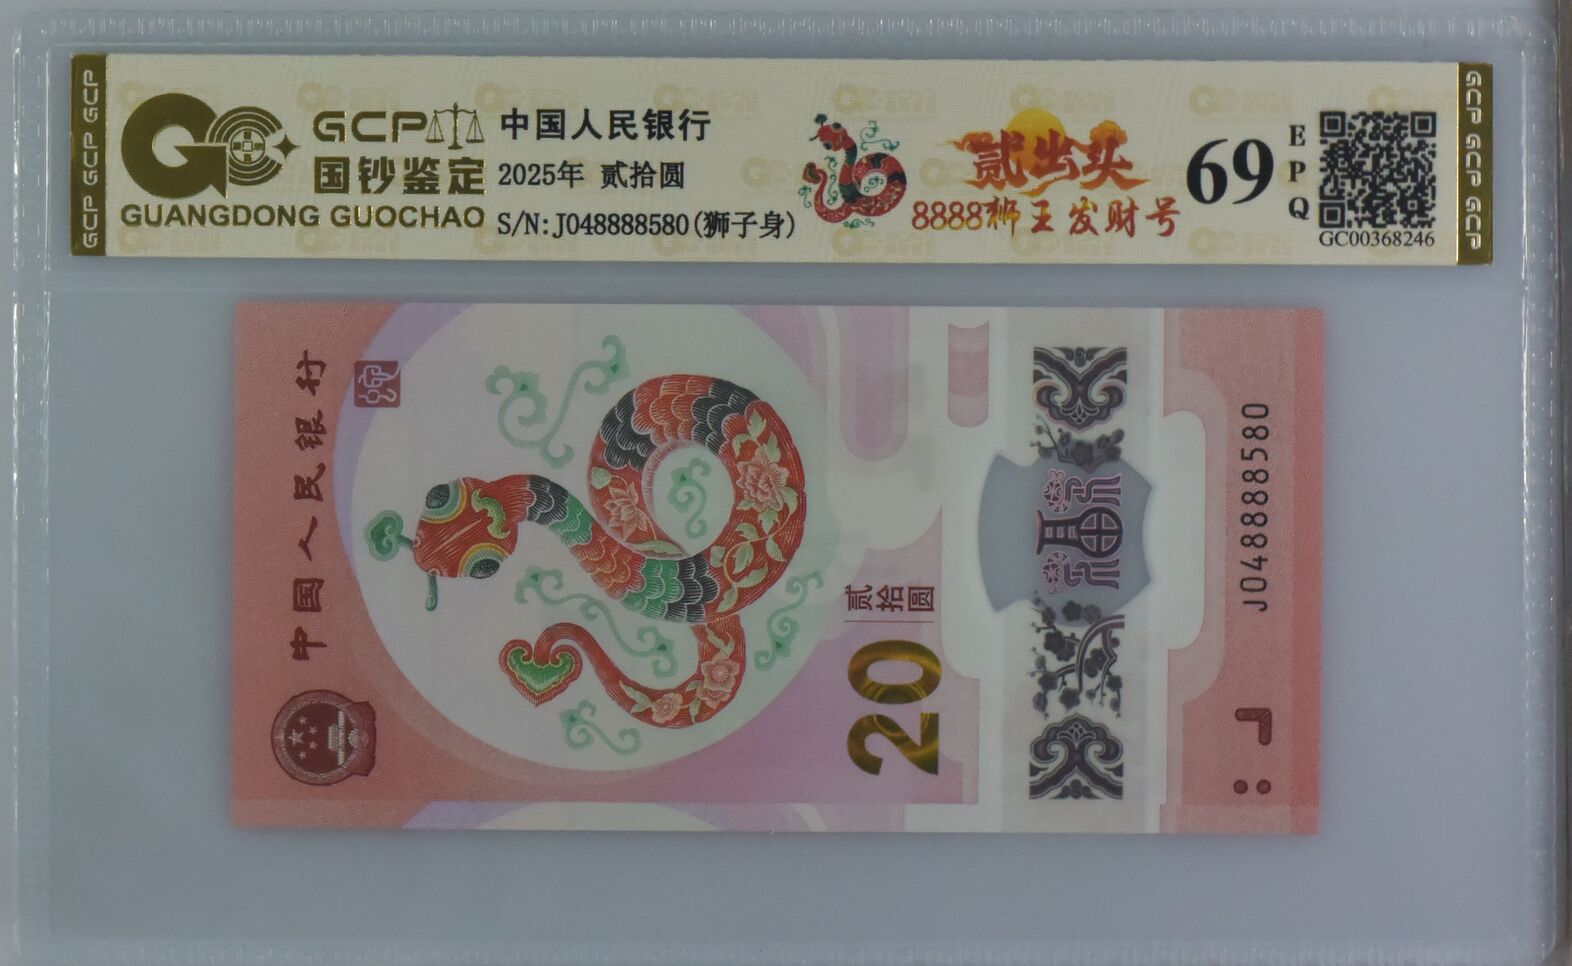 GCP GCP GCP
GCP
国钞鉴定
GUANGDONG GUOCHAO
中国人民银行
2025年 贰拾圆
S/N:J048888580(狮子身)
贰出头
8888狮王发财号
69
EPQ
GC00368246
GCP GCP GCP
中国人民银行
贰拾圆
20
福
J048888580